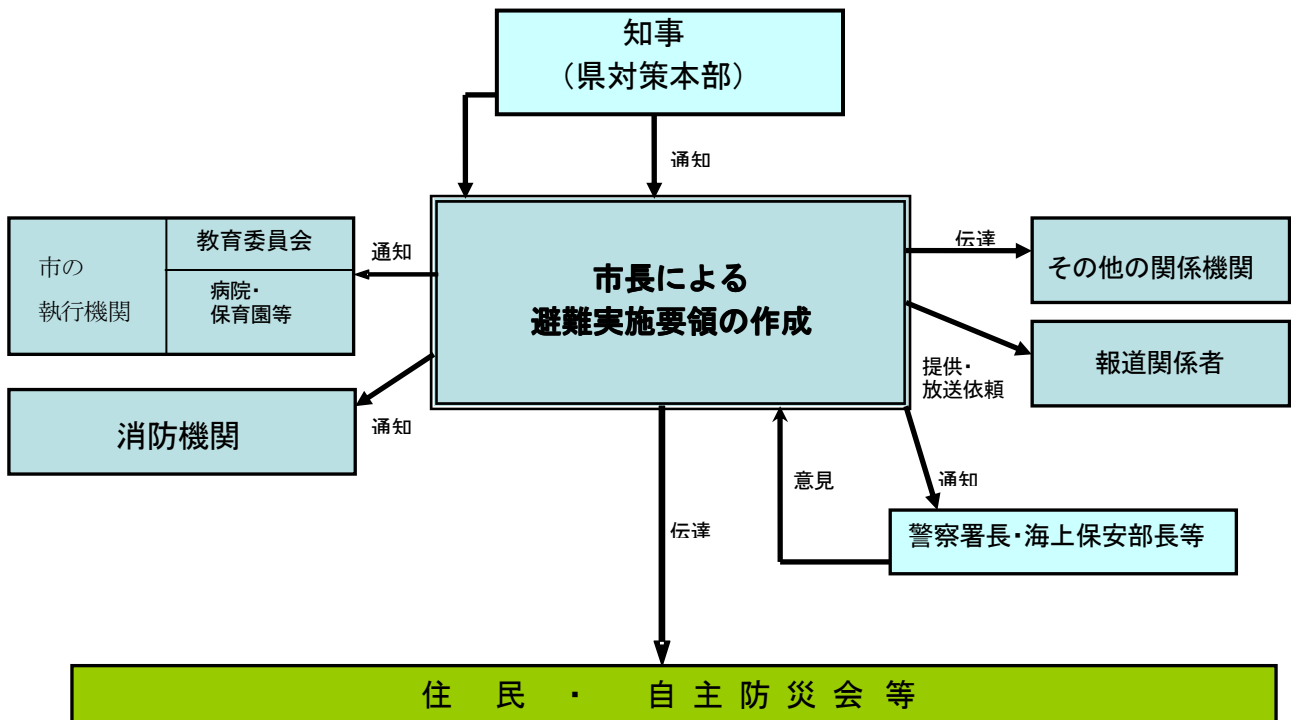 知事
（県対策本部）
通知
市の
執行機関
教育委員会
病院・
保育園等
通知
市長による
避難実施要領の作成
伝達
その他の関係機関
報道関係者
提供・
放送依頼
消防機関
通知
意見
通知
警察署長・海上保安部長等
伝達
住民・自主防災会等